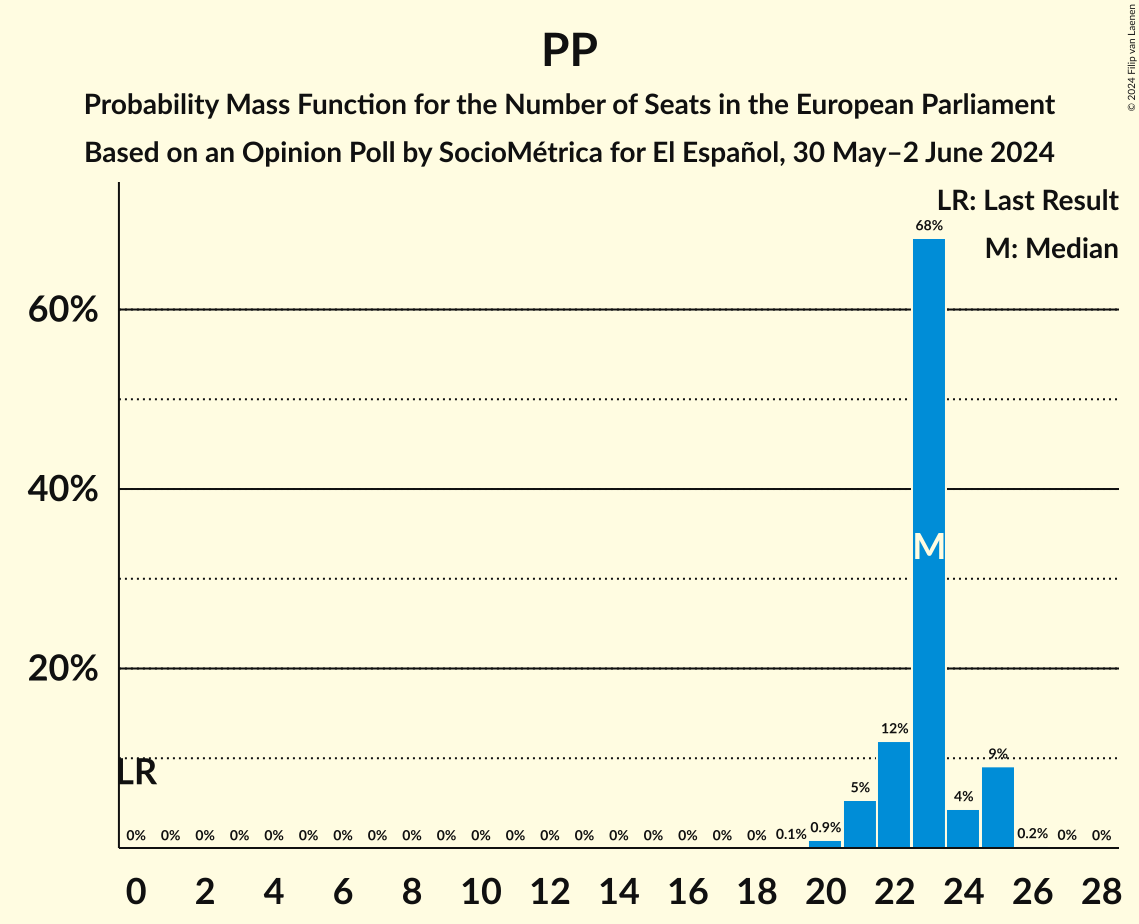 PP
Probability Mass Function for the Number of Seats in the European Parliament
Based on an Opinion Poll by SocioMétrica for El Español, 30 May–2 June 2024
© 2024 Filip van Laenen
LR: Last Result
M: Median
60%
40%
20%
LR
M
0% 0% 0% 0% 0% 0% 0% 0% 0% 0% 0% 0% 0% 0% 0% 0% 0% 0% 0% 0.1% 0.9% 5% 12% 68% 4% 9% 0.2% 0% 0%
0 2 4 6 8 10 12 14 16 18 20 22 24 26 28